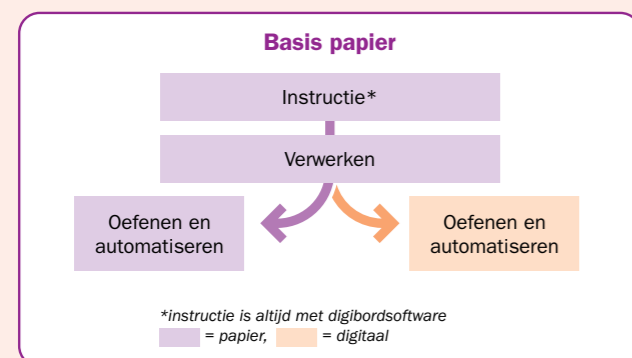 Basis papier
Instructie*
Verwerken
Oefenen en
automatiseren
Oefenen en
automatiseren
*instructie is altijd met digibordsoftware
= papier, = digitaal